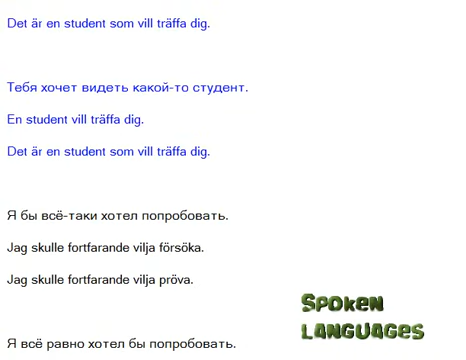 Det är en student som vill träffa dig.
Тебя хочет видеть какой-то студент.
En student vill träffa dig.
Det är en student som vill träffa dig.
Я бы всё-таки хотел попробовать.
Jag skulle fortfarande vilja försöka.
Jag skulle fortfarande vilja pröva.
Я всё равно хотел бы попробовать.
Spoken
Languages